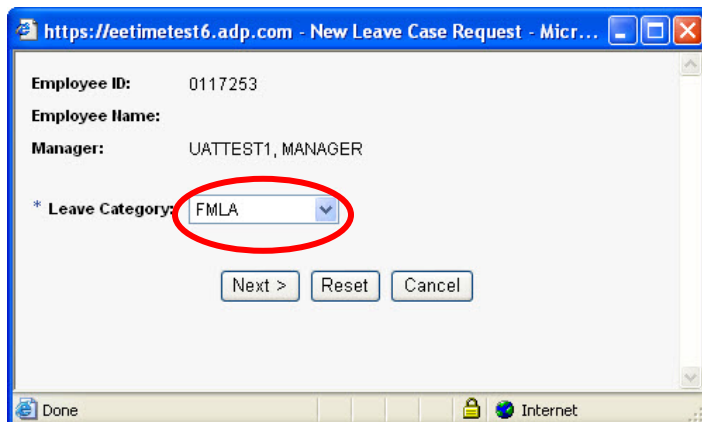 https://eetimetest6.adp.com - New Leave Case Request - Micr...
Employee ID: 0117253
Employee Name:
Manager: UATTEST1, MANAGER
* Leave Category: FMLA
Next > Reset Cancel
Done Internet